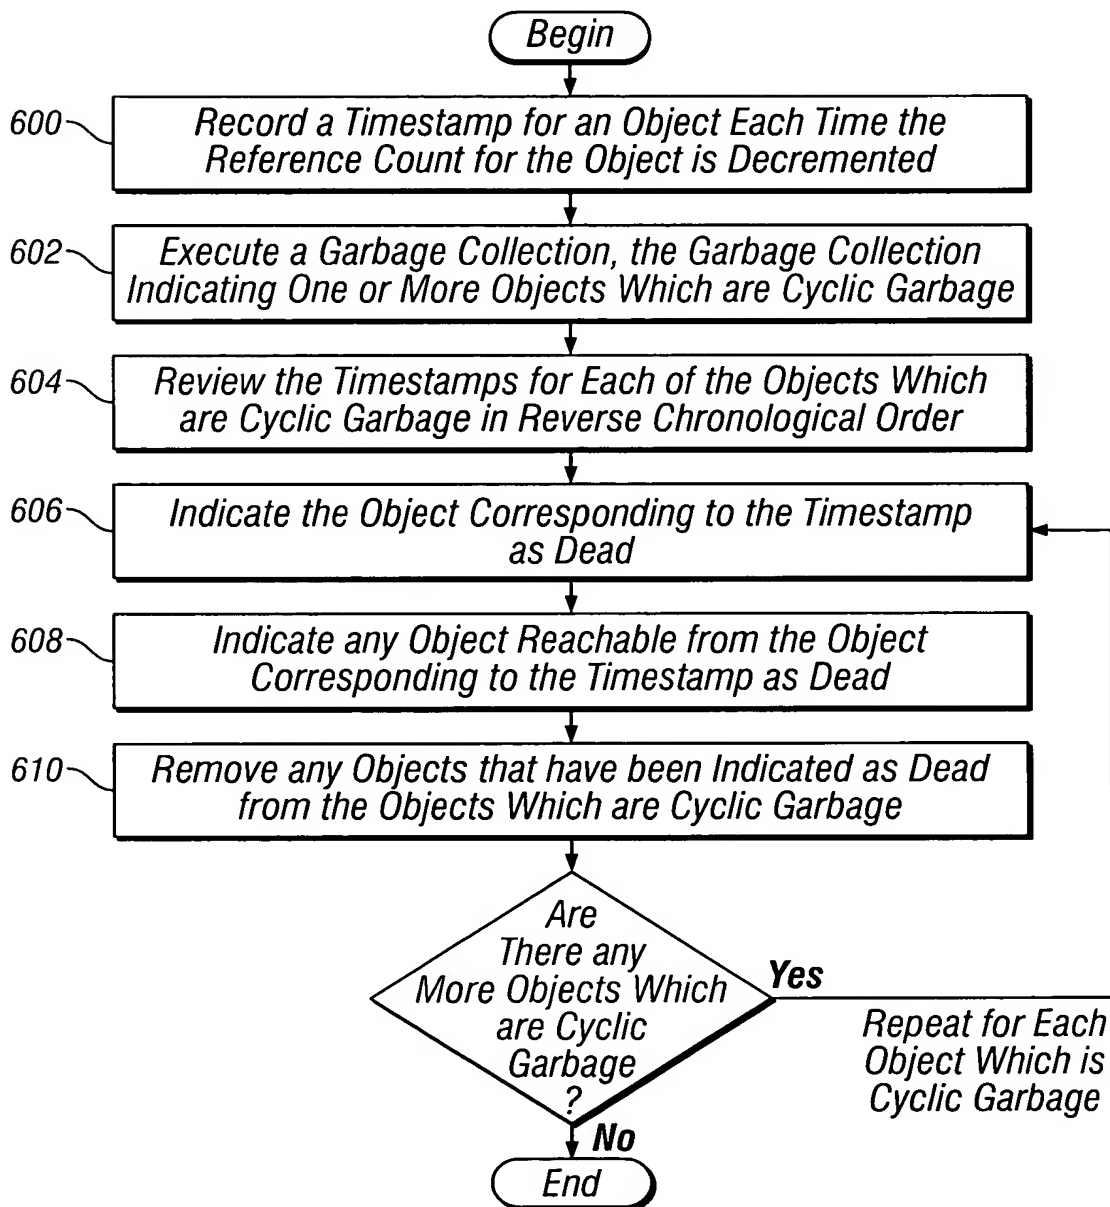 Begin
600
Record a Timestamp for an Object Each Time the
Reference Count for the Object is Decremented
602
Execute a Garbage Collection, the Garbage Collection
Indicating One or More Objects Which are Cyclic Garbage
604
Review the Timestamps for Each of the Objects Which
are Cyclic Garbage in Reverse Chronological Order
606
Indicate the Object Corresponding to the Timestamp
as Dead
608
Indicate any Object Reachable from the Object
Corresponding to the Timestamp as Dead
610
Remove any Objects that have been Indicated as Dead
from the Objects Which are Cyclic Garbage
Are
There any
More Objects Which
are Cyclic
Garbage
?
Yes
Repeat for Each
Object Which is
Cyclic Garbage
No
End